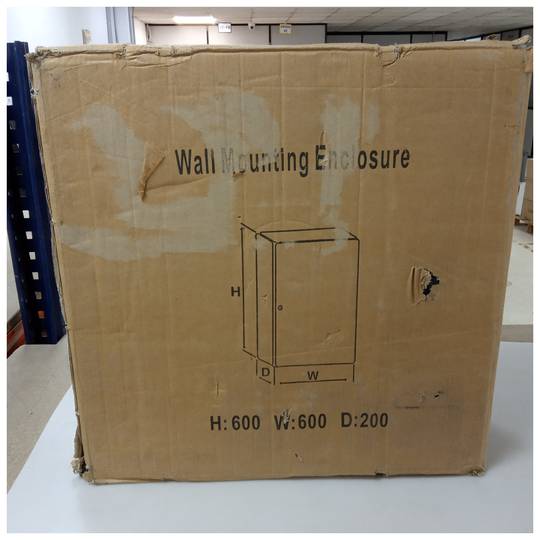 Wall Mounting Enclosure
H
D W
H:600 W:600 D:200